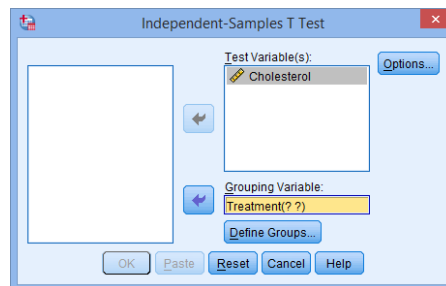 Independent-Samples T Test
Test Variable(s):
Cholesterol
Options...
Grouping Variable:
Treatment(? ?)
Define Groups...
OK Paste Reset Cancel Help